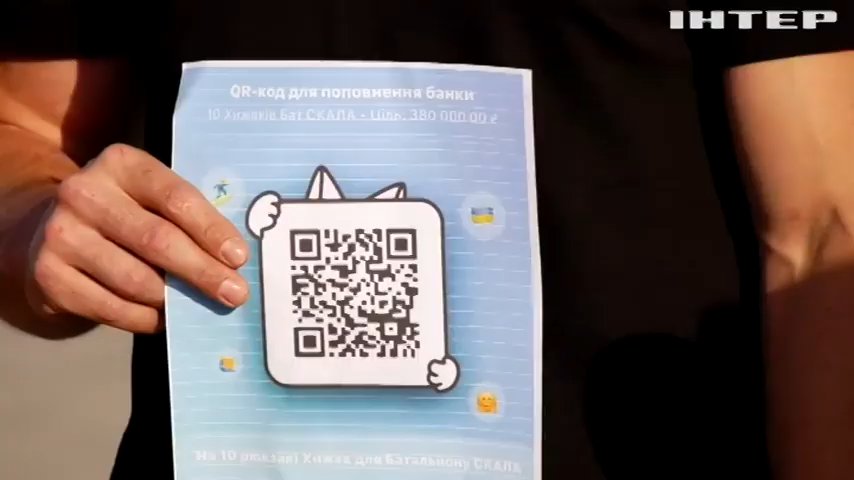 ІНТЕР
QR-код для поповнення банки
10 Хижаків Бат СКАЛА • Ціль: 380 000.00 ₴
На 10 Хижак для Батальйону СКАЛА